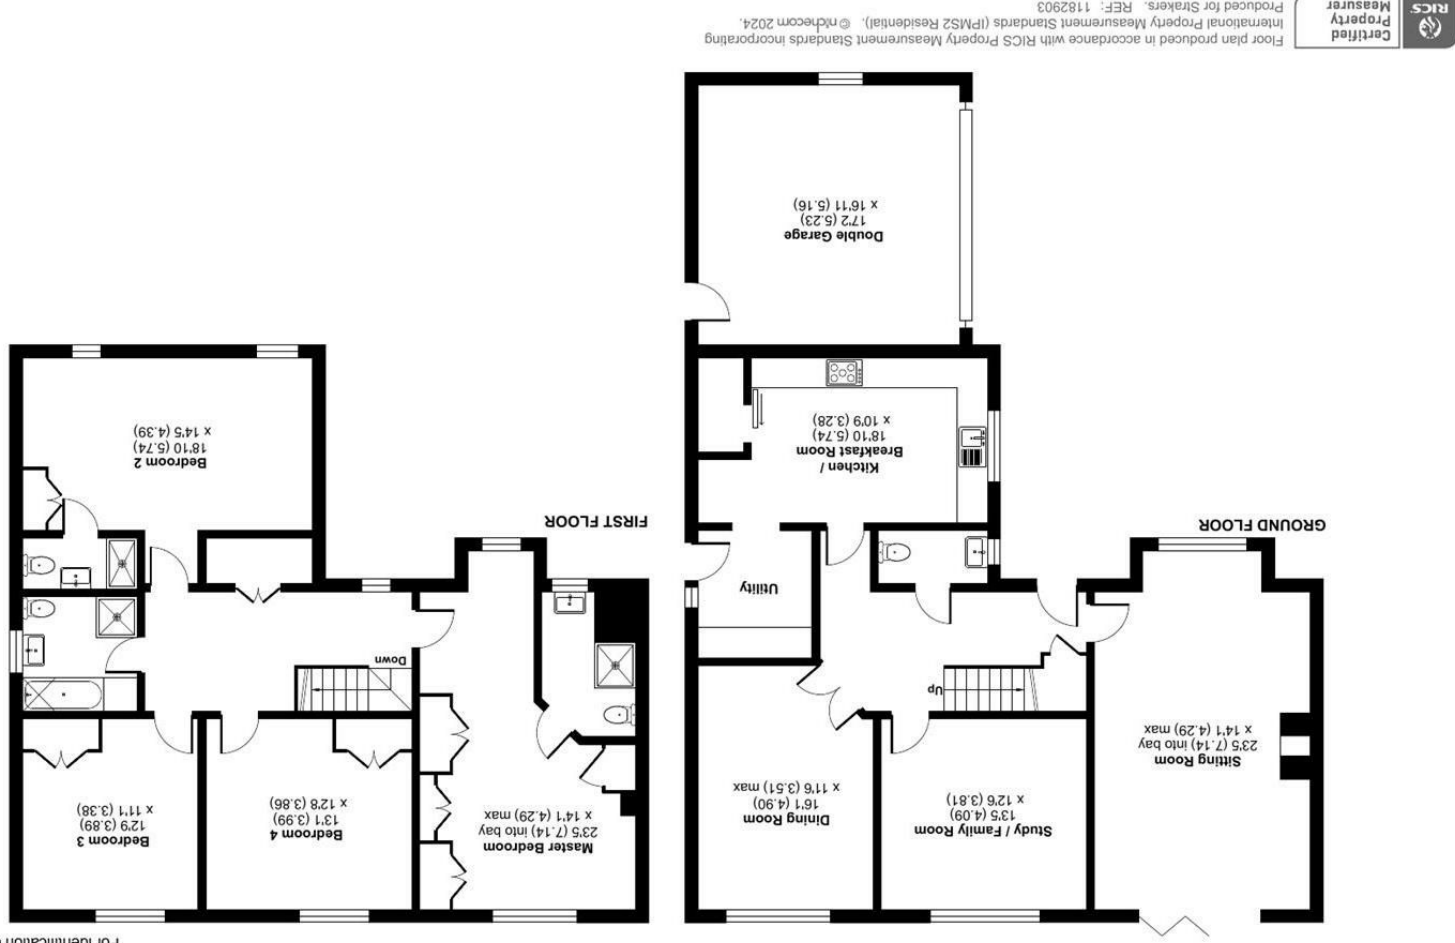 Double Garage
17'2 (5.23)
x 16'11 (5.16)
Kitchen /
Breakfast Room
18'10 (5.74)
x 10'9 (3.28)
Utility
Up
Dining Room
16'1 (4.90)
x 11'6 (3.51) max
Study / Family Room
13'5 (4.09)
x 12'6 (3.81)
Sitting Room
23'5 (7.14) into bay
x 14'1 (4.29) max
GROUND FLOOR
Bedroom 2
18'10 (5.74)
x 14'5 (4.39)
Down
Bedroom 3
12'9 (3.89)
x 11'1 (3.38)
Bedroom 4
13'1 (3.99)
x 12'8 (3.86)
Master Bedroom
23'5 (7.14) into bay
x 14'1 (4.29) max
FIRST FLOOR
RICS
Certified
Property
Measurer
Floor plan produced in accordance with RICS Property Measurement Standards incorporating
International Property Measurement Standards (IPMS2 Residential). © nichecom 2024.
Produced for Strakers. REF: 1182903